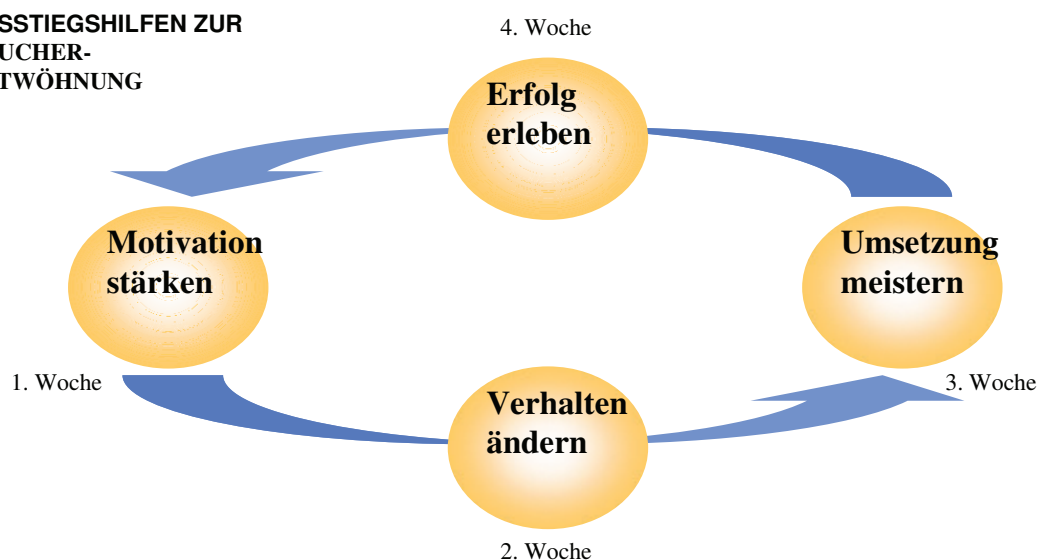 SSTIEGSHILFEN ZUR
UCHER-
TWÖHNUNG
4. Woche
Erfolg
erleben
Motivation
stärken
Umsetzung
meistern
1. Woche
3. Woche
Verhalten
ändern
2. Woche